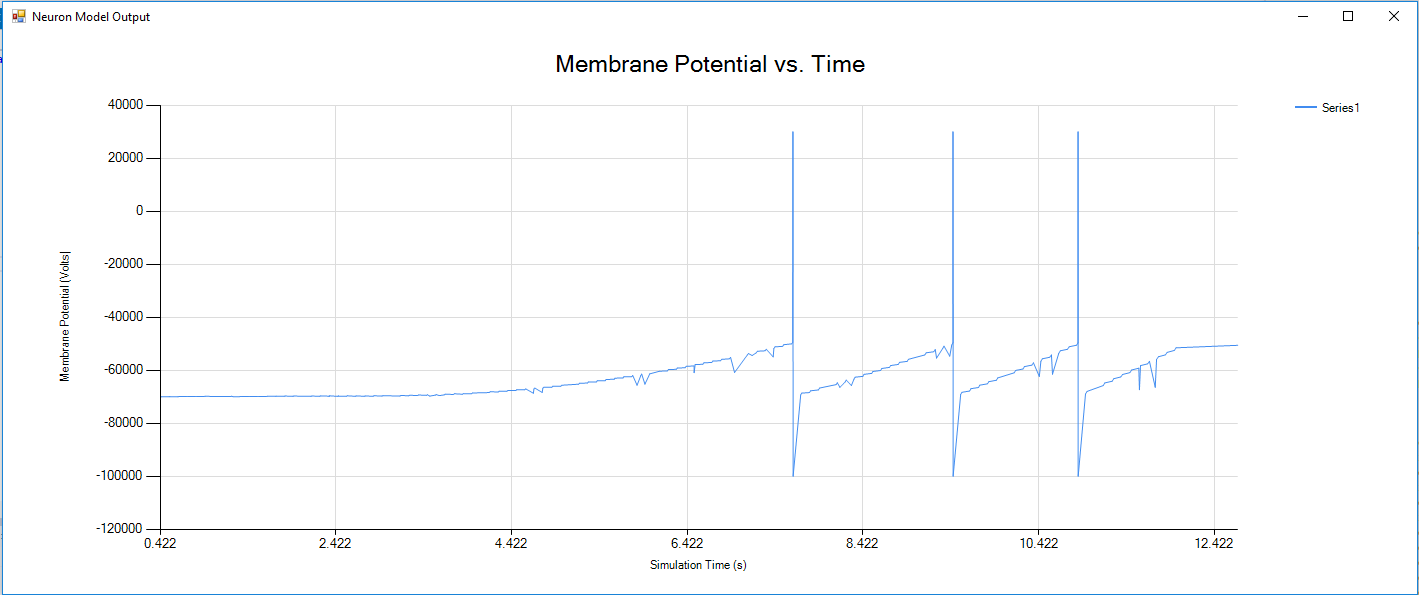 Neuron Model Output
Membrane Potential vs. Time
Series1
40000
20000
0
-20000
-40000
-60000
-80000
-100000
-120000
Membrane Potential (Volts|
0.422 2.422 4.422 6.422 8.422 10.422 12.422
Simulation Time (s)